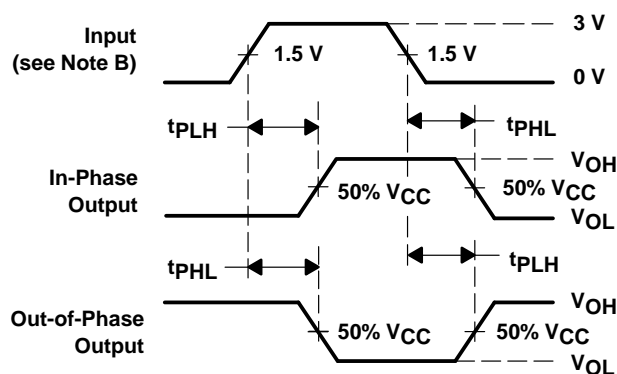 Input
(see Note B)
1.5 V
1.5 V
3 V
0 V
tPLH
tPHL
In-Phase
Output
50% VCC
VOH
50% VCC
VOL
tPHL
tPLH
Out-of-Phase
Output
50% VCC
VOH
50% VCC
VOL